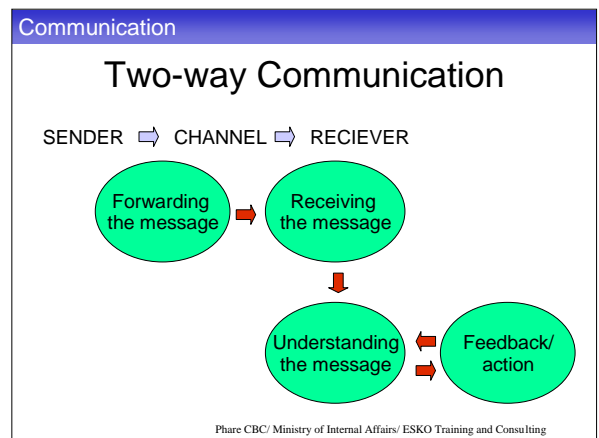 Communication
Two-way Communication
SENDER CHANNEL RECIEVER
Forwarding
the message
Receiving
the message
Understanding
the message
Feedback/
action
Phare CBC/ Ministry of Internal Affairs/ ESKO Training and Consulting